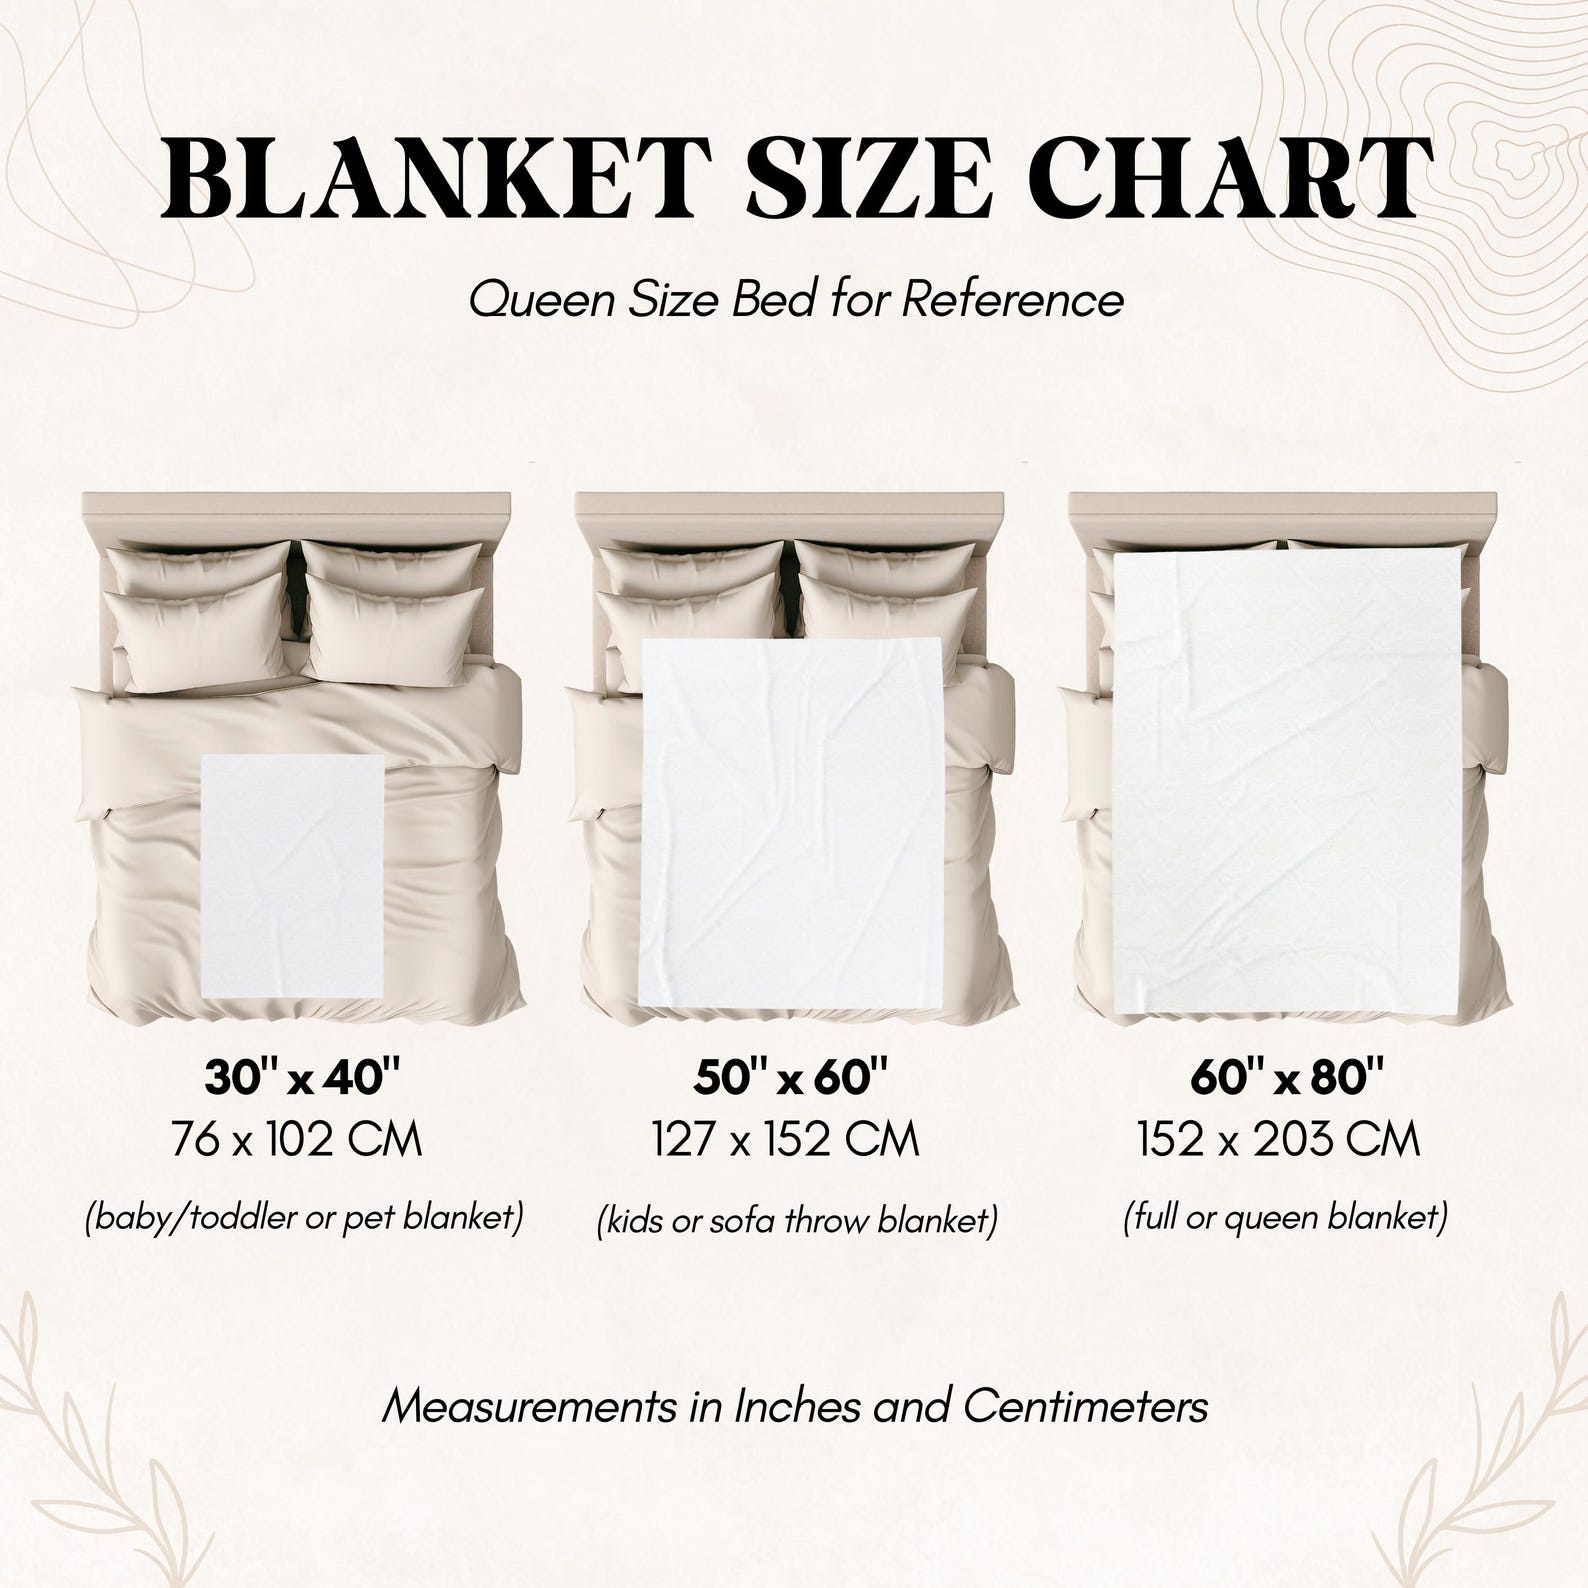 BLANKET SIZE CHART
Queen Size Bed for Reference
30" x 40"
76 x 102 CM
(baby/toddler or pet blanket)
50" x 60"
127 x 152 CM
(kids or sofa throw blanket)
60" x 80"
152 x 203 CM
(full or queen blanket)
Measurements in Inches and Centimeters